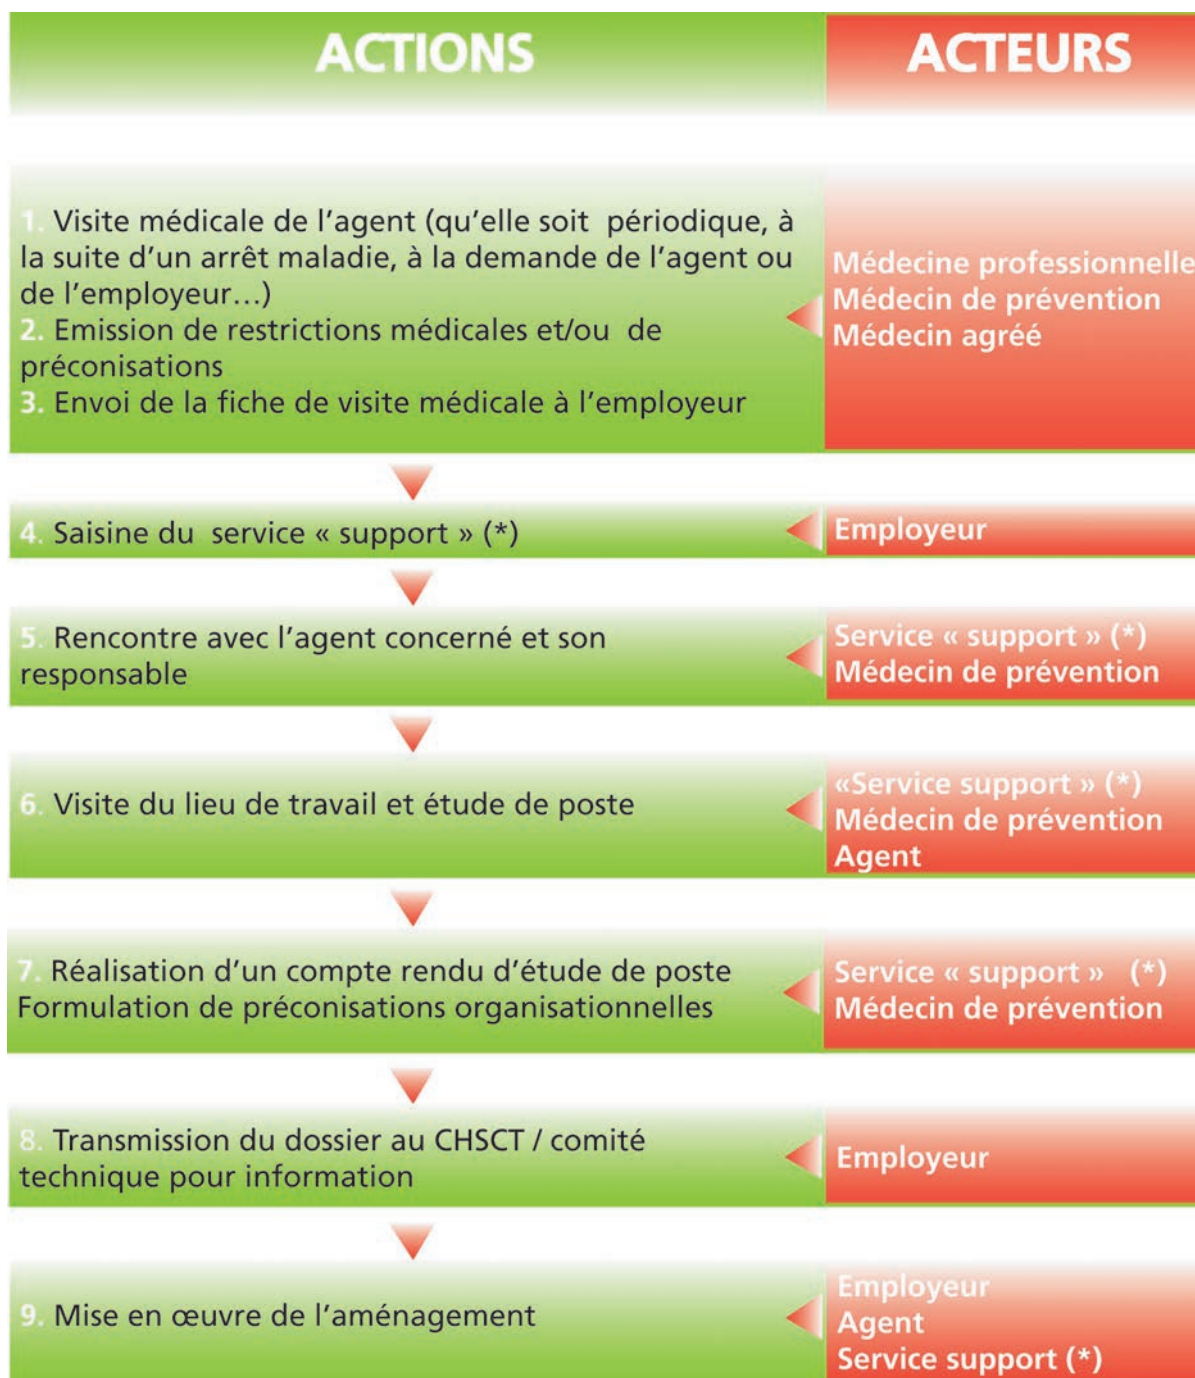 ACTIONS
ACTEURS
1. Visite médicale de l’agent (qu’elle soit périodique, à
la suite d’un arrêt maladie, à la demande de l’agent ou
de l’employeur…)
2. Emission de restrictions médicales et/ou de
préconisations
3. Envoi de la fiche de visite médicale à l’employeur
Médecine professionnelle
Médecin de prévention
Médecin agréé
4. Saisine du service « support » (*)
Employeur
5. Rencontre avec l’agent concerné et son
responsable
Service « support » (*)
Médecin de prévention
6. Visite du lieu de travail et étude de poste
«Service support » (*)
Médecin de prévention
Agent
7. Réalisation d’un compte rendu d’étude de poste
Formulation de préconisations organisationnelles
Service « support » (*)
Médecin de prévention
8. Transmission du dossier au CHSCT / comité
technique pour information
Employeur
9. Mise en œuvre de l’aménagement
Employeur
Agent
Service support (*)